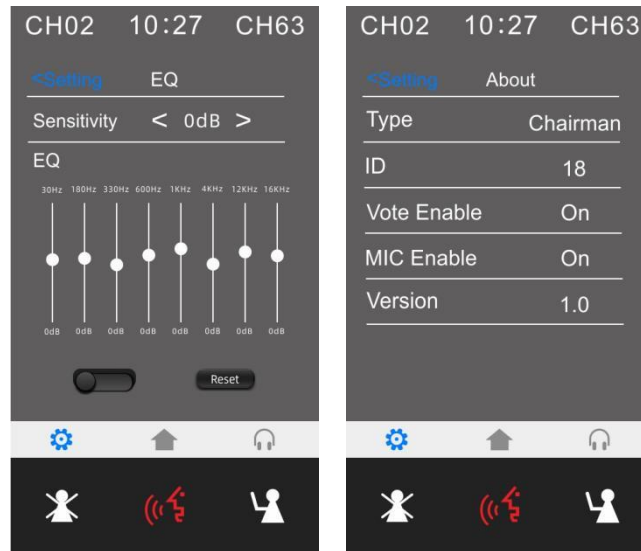 CH02 10:27 CH63
<Setting EQ
Sensitivity < 0dB >
EQ
30Hz 180Hz 330Hz 600Hz 1KHz 4KHz 12KHz 16KHz
0dB 0dB 0dB 0dB 0dB 0dB 0dB 0dB
Reset
CH02 10:27 CH63
<Setting About
Type Chairman
ID 18
Vote Enable On
MIC Enable On
Version 1.0